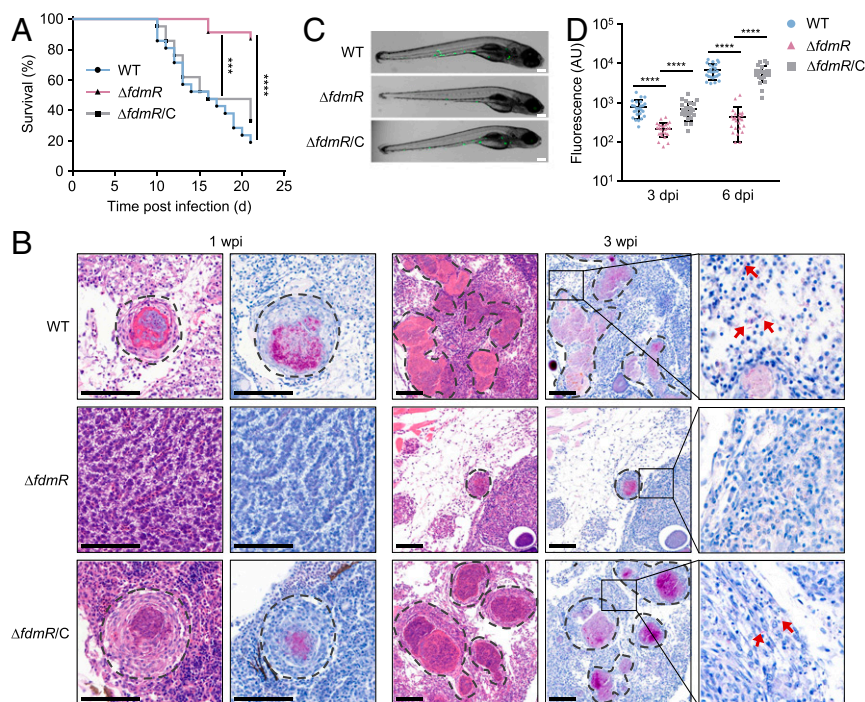 A
Survival (%)
100
80
60
40
20
0
0 5 10 15 20 25
Time post infection (d)
WT
ΔfdmR
ΔfdmR/C
***
****
C
WT
ΔfdmR
ΔfdmR/C
D
Fluorescence (AU)
10⁵
10⁴
10³
10²
10¹
**** ****
**** ****
3 dpi 6 dpi
WT
ΔfdmR
ΔfdmR/C
B
1 wpi 3 wpi
WT
ΔfdmR
ΔfdmR/C